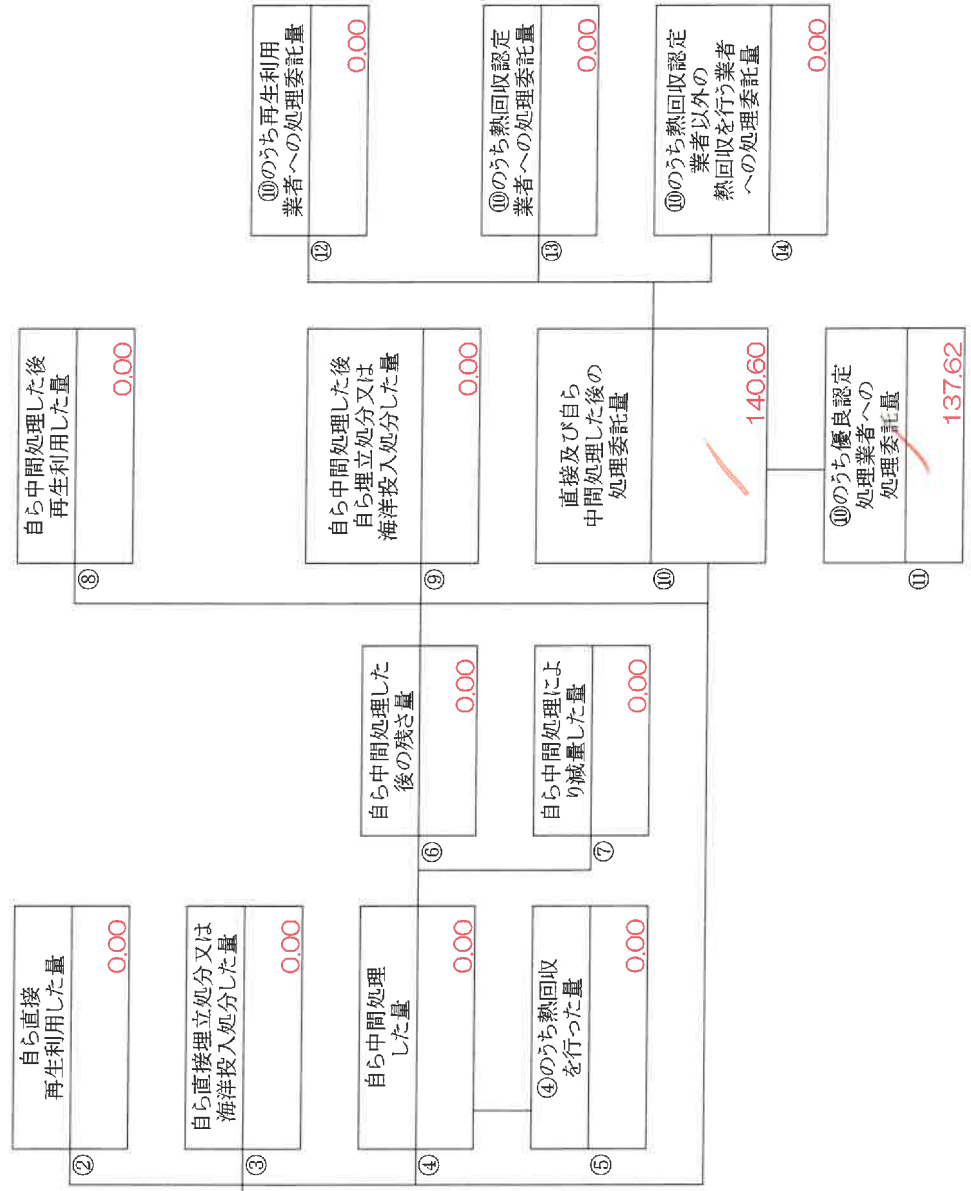 ②
自ら直接
再生利用した量
0.00
③
自ら直接埋立処分又は
海洋投入処分した量
0.00
④
自ら中間処理
した量
0.00
⑤
④のうち熱回収
を行った量
0.00
⑥
自ら中間処理した
後の残さ量
0.00
⑦
自ら中間処理によ
り減量した量
0.00
⑧
自ら中間処理した後
再生利用した量
0.00
⑨
自ら中間処理した後
自ら埋立処分又は
海洋投入処分した量
0.00
⑩
直接及び自ら
中間処理した後の
処理委託量
140.60
⑪
⑩のうち優良認定
処理業者への
処理委託量
137.62
⑫
⑩のうち再生利用
業者への処理委託量
0.00
⑬
⑩のうち熱回収認定
業者への処理委託量
0.00
⑭
⑩のうち熱回収認定
業者以外の
熱回収を行う業者
への処理委託量
0.00